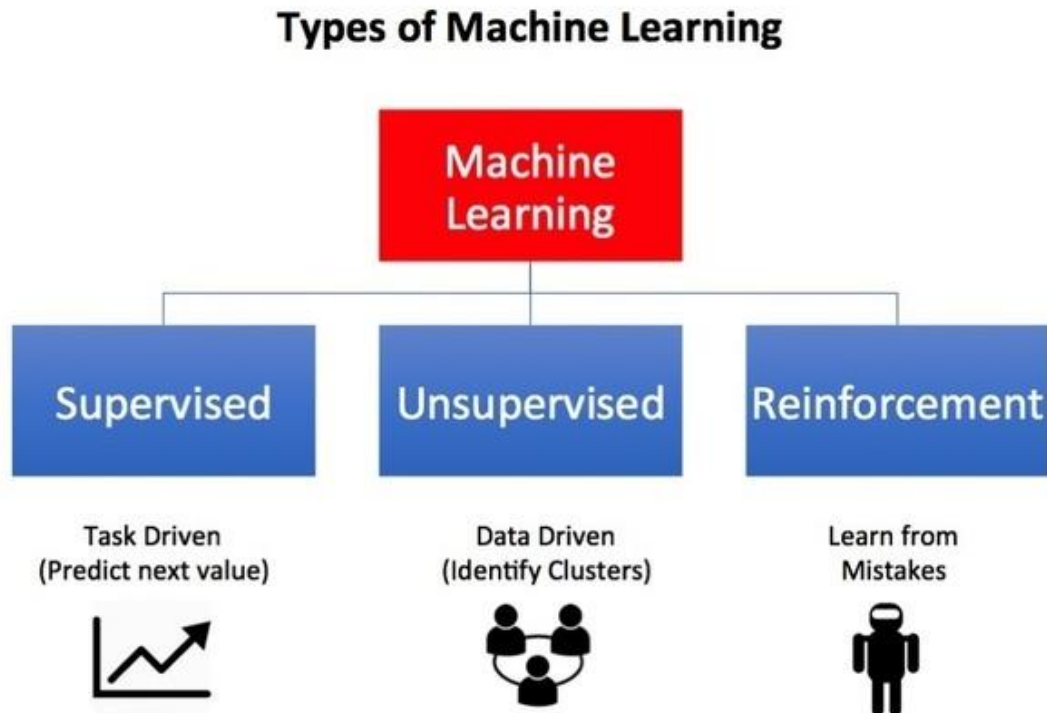 Types of Machine Learning
Machine
Learning
Supervised
Unsupervised
Reinforcement
Task Driven
(Predict next value)
Data Driven
(Identify Clusters)
Learn from
Mistakes